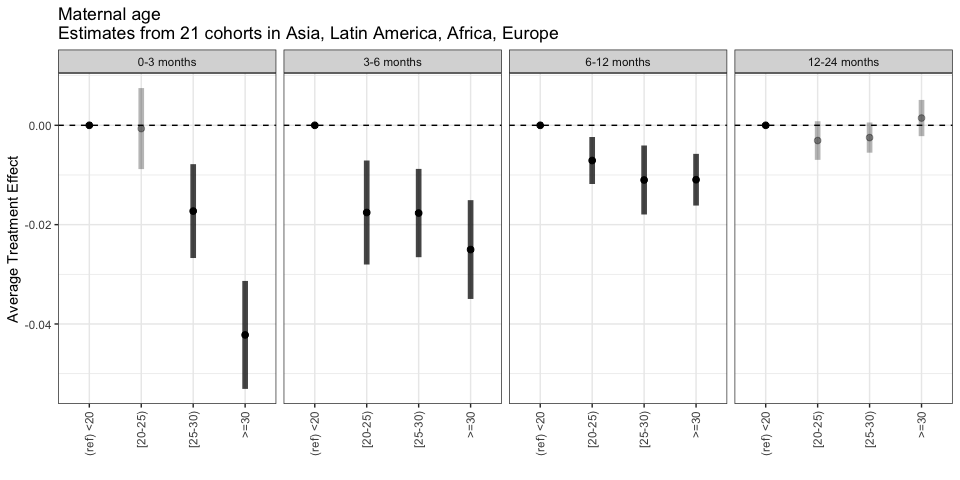 Maternal age
Estimates from 21 cohorts in Asia, Latin America, Africa, Europe
0-3 months
3-6 months
6-12 months
12-24 months
Average Treatment Effect
0.00
-0.02
-0.04
(ref) <20
[20-25)
[25-30)
>=30
(ref) <20
[20-25)
[25-30)
>=30
(ref) <20
[20-25)
[25-30)
>=30
(ref) <20
[20-25)
[25-30)
>=30